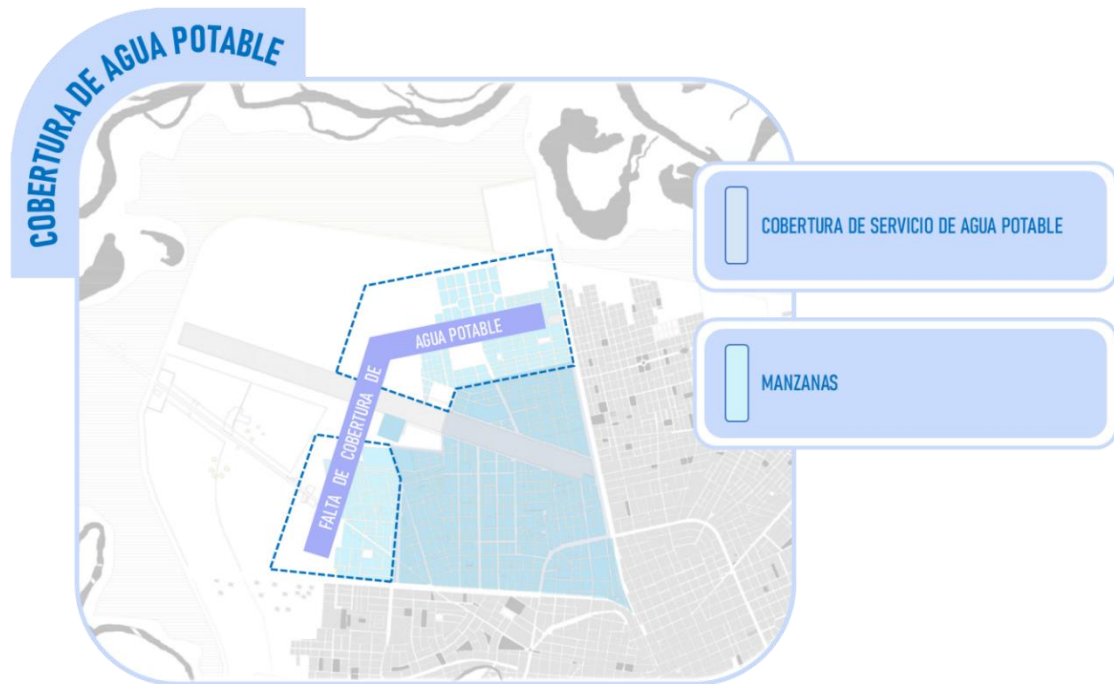 COBERTURA DE AGUA POTABLE
COBERTURA DE SERVICIO DE AGUA POTABLE
MANZANAS
FALTA DE COBERTURA DE
AGUA POTABLE